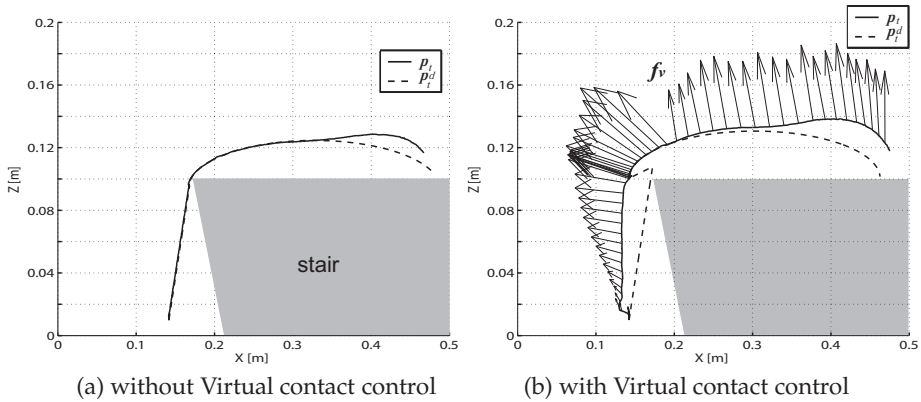 0.2
0.16
0.12
0.08
0.04
0
Z [m]
0 0.1 0.2 0.3 0.4 0.5
X [m]
p_t
p_t^d
stair
(a) without Virtual contact control
0.2
0.16
0.12
0.08
0.04
0
Z [m]
0 0.1 0.2 0.3 0.4 0.5
X [m]
p_t
p_t^d
f_v
(b) with Virtual contact control